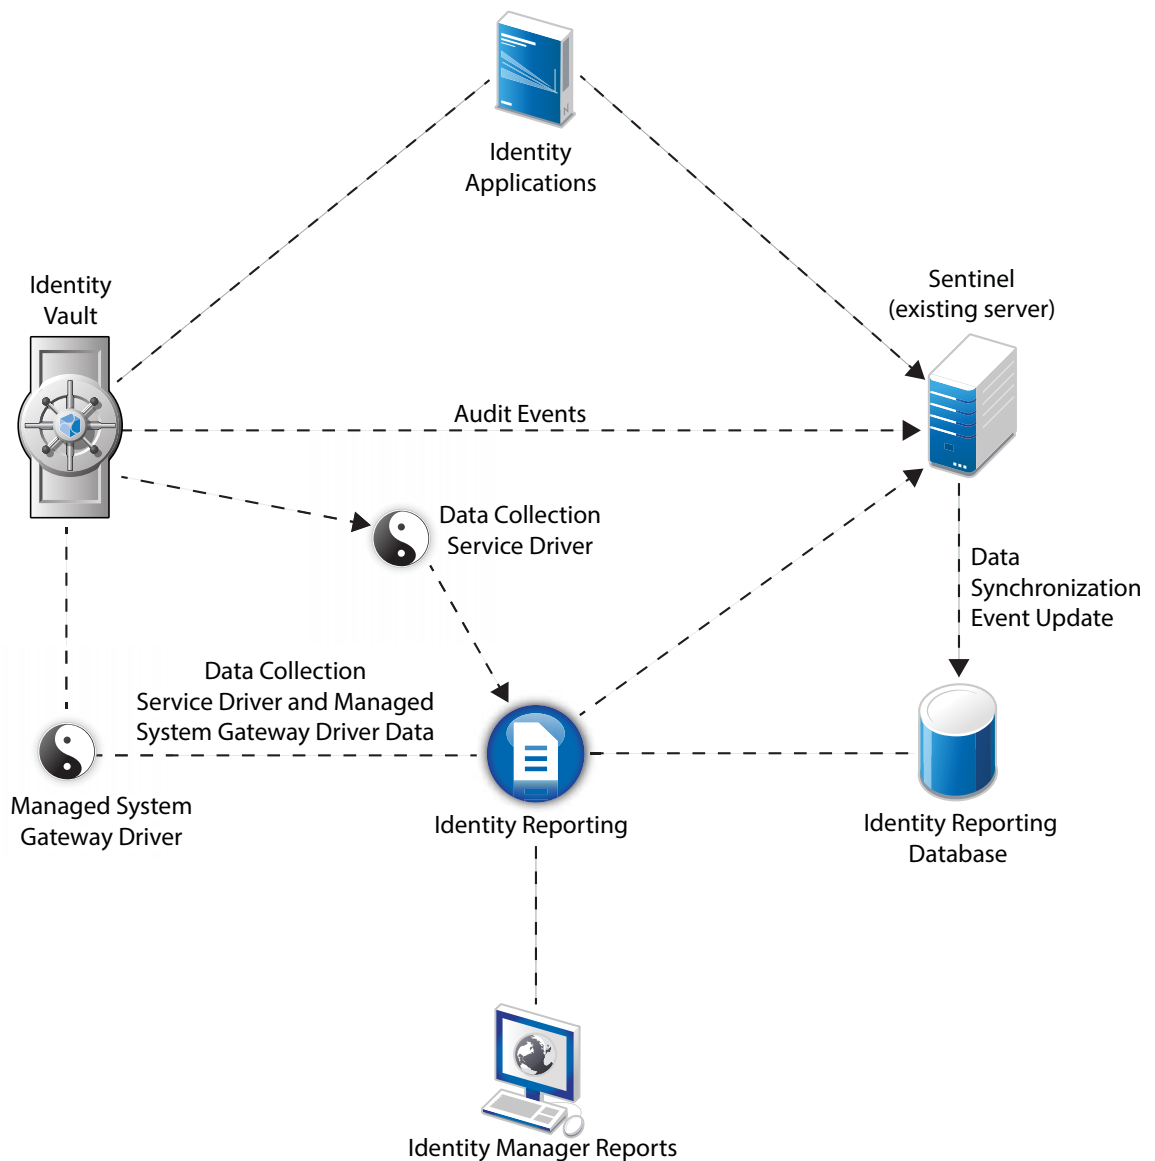 Identity
Applications
Identity
Vault
Sentinel
(existing server)
Audit Events
Data Collection
Service Driver
Data
Synchronization
Event Update
Data Collection
Service Driver and Managed
System Gateway Driver Data
Managed System
Gateway Driver
Identity Reporting
Identity Reporting
Database
Identity Manager Reports